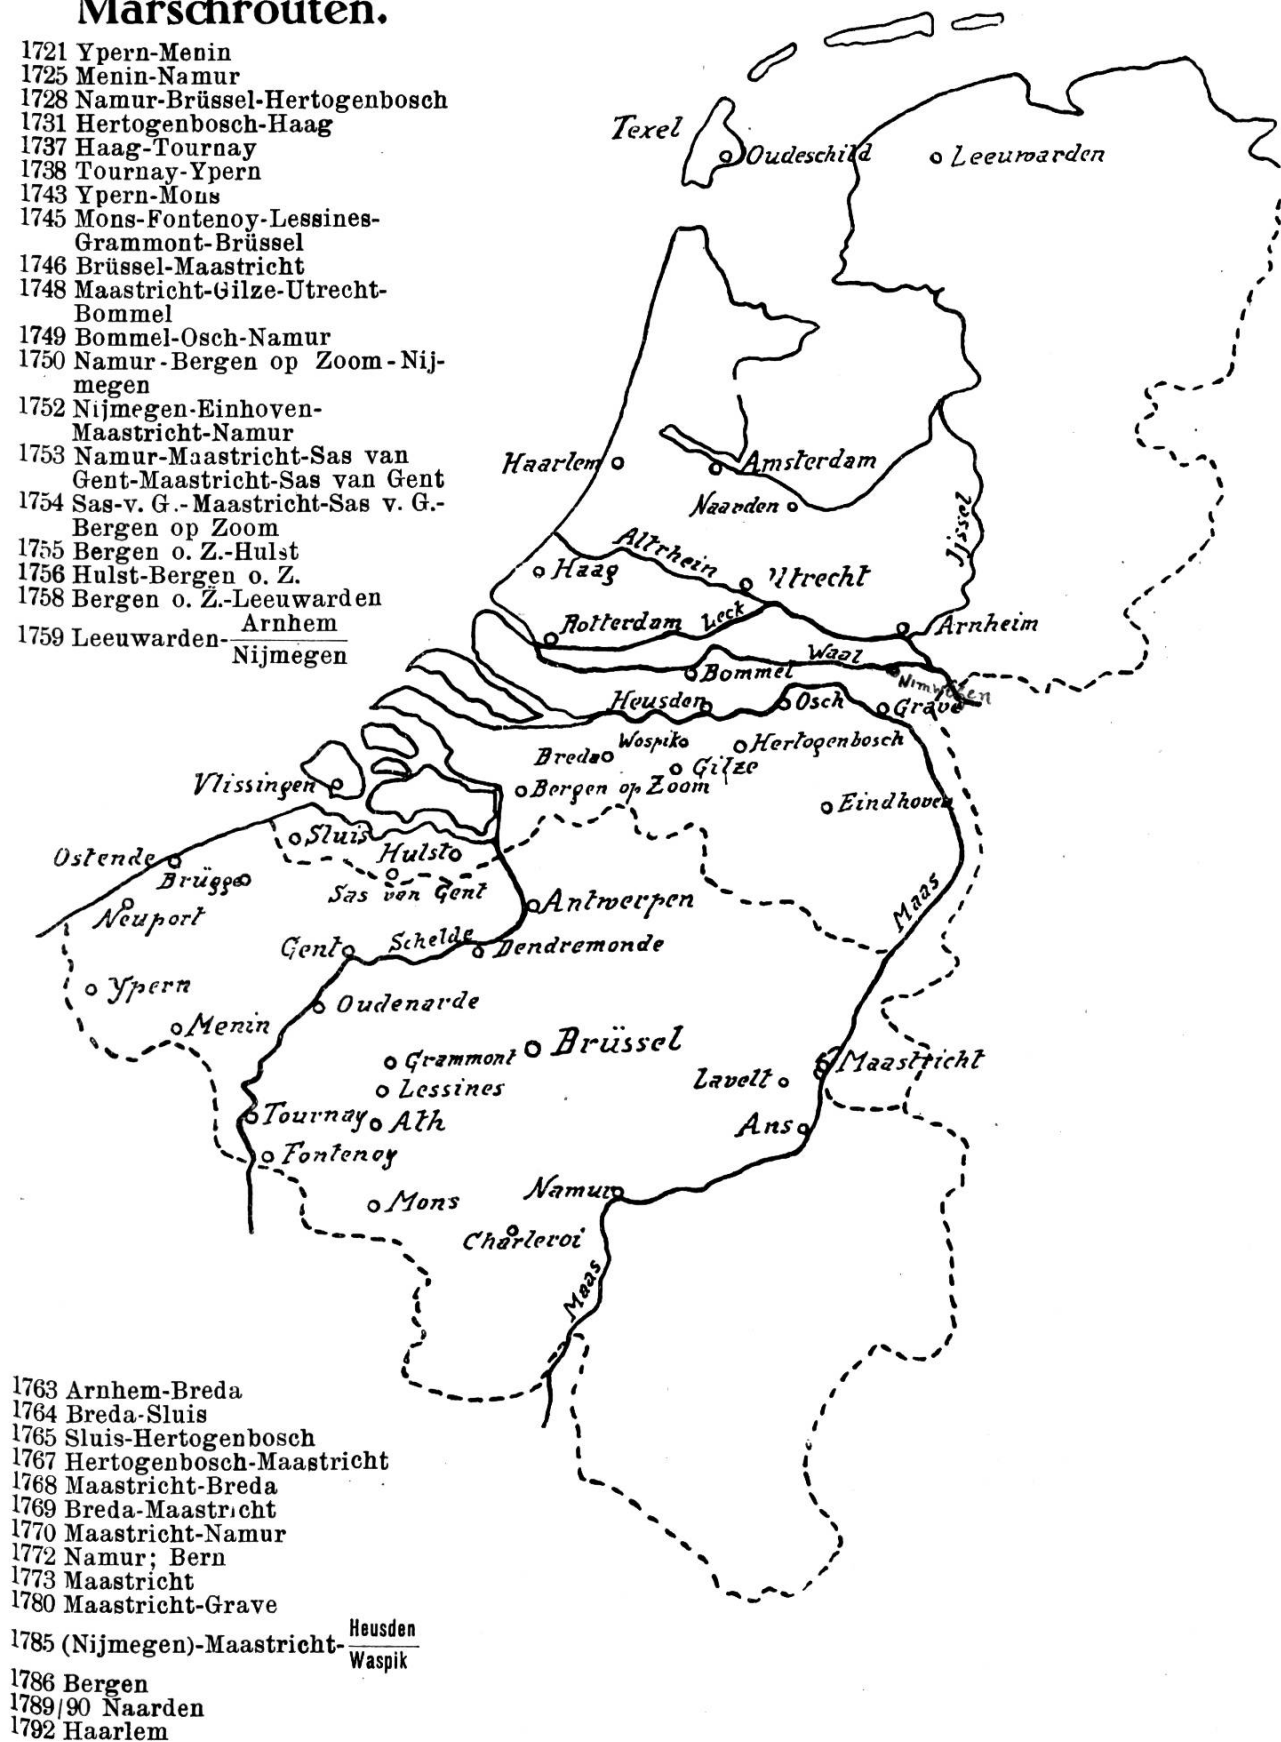 Marschrouten.
1721 Ypern-Menin
1725 Menin-Namur
1728 Namur-Brüssel-Hertogenbosch
1731 Hertogenbosch-Haag
1737 Haag-Tournay
1738 Tournay-Ypern
1743 Ypern-Mons
1745 Mons-Fontenoy-Lessines-
Grammont-Brüssel
1746 Brüssel-Maastricht
1748 Maastricht-Gilze-Utrecht-
Bommel
1749 Bommel-Osch-Namur
1750 Namur-Bergen op Zoom-Nij-
megen
1752 Nijmegen-Einhoven-
Maastricht-Namur
1753 Namur-Maastricht-Sas van
Gent-Maastricht-Sas van Gent
1754 Sas-v. G.-Maastricht-Sas v. G.-
Bergen op Zoom
1755 Bergen o. Z.-Hulst
1756 Hulst-Bergen o. Z.
1758 Bergen o. Z.-Leeuwarden
1759 Leeuwarden-Arnhem
Nijmegen
Texel
Oudeschild
Leeuwarden
Haarlem
Amsterdam
Naarden
Ijssel
Altrhein
Haag
Utrecht
Rotterdam
Leck
Arnheim
Waal
Bommel
Nimwegen
Heusden
Osch
Grave
Wospik
Hertogenbosch
Breda
Gilze
Vlissingen
Bergen op Zoom
Eindhoven
Sluis
Hulst
Ostende
Brügge
Sas van Gent
Neuport
Antwerpen
Maas
Schelde
Gent
Dendremonde
Ypern
Oudenarde
Menin
Brüssel
Grammont
Maastricht
Lavelt
Lessines
Tournay
Ath
Ans
Fontenoy
Namur
Mons
Charleroi
Maas
1763 Arnhem-Breda
1764 Breda-Sluis
1765 Sluis-Hertogenbosch
1767 Hertogenbosch-Maastricht
1768 Maastricht-Breda
1769 Breda-Maastricht
1770 Maastricht-Namur
1772 Namur; Bern
1773 Maastricht
1780 Maastricht-Grave
1785 (Nijmegen)-Maastricht-Heusden
Waspik
1786 Bergen
1789/90 Naarden
1792 Haarlem